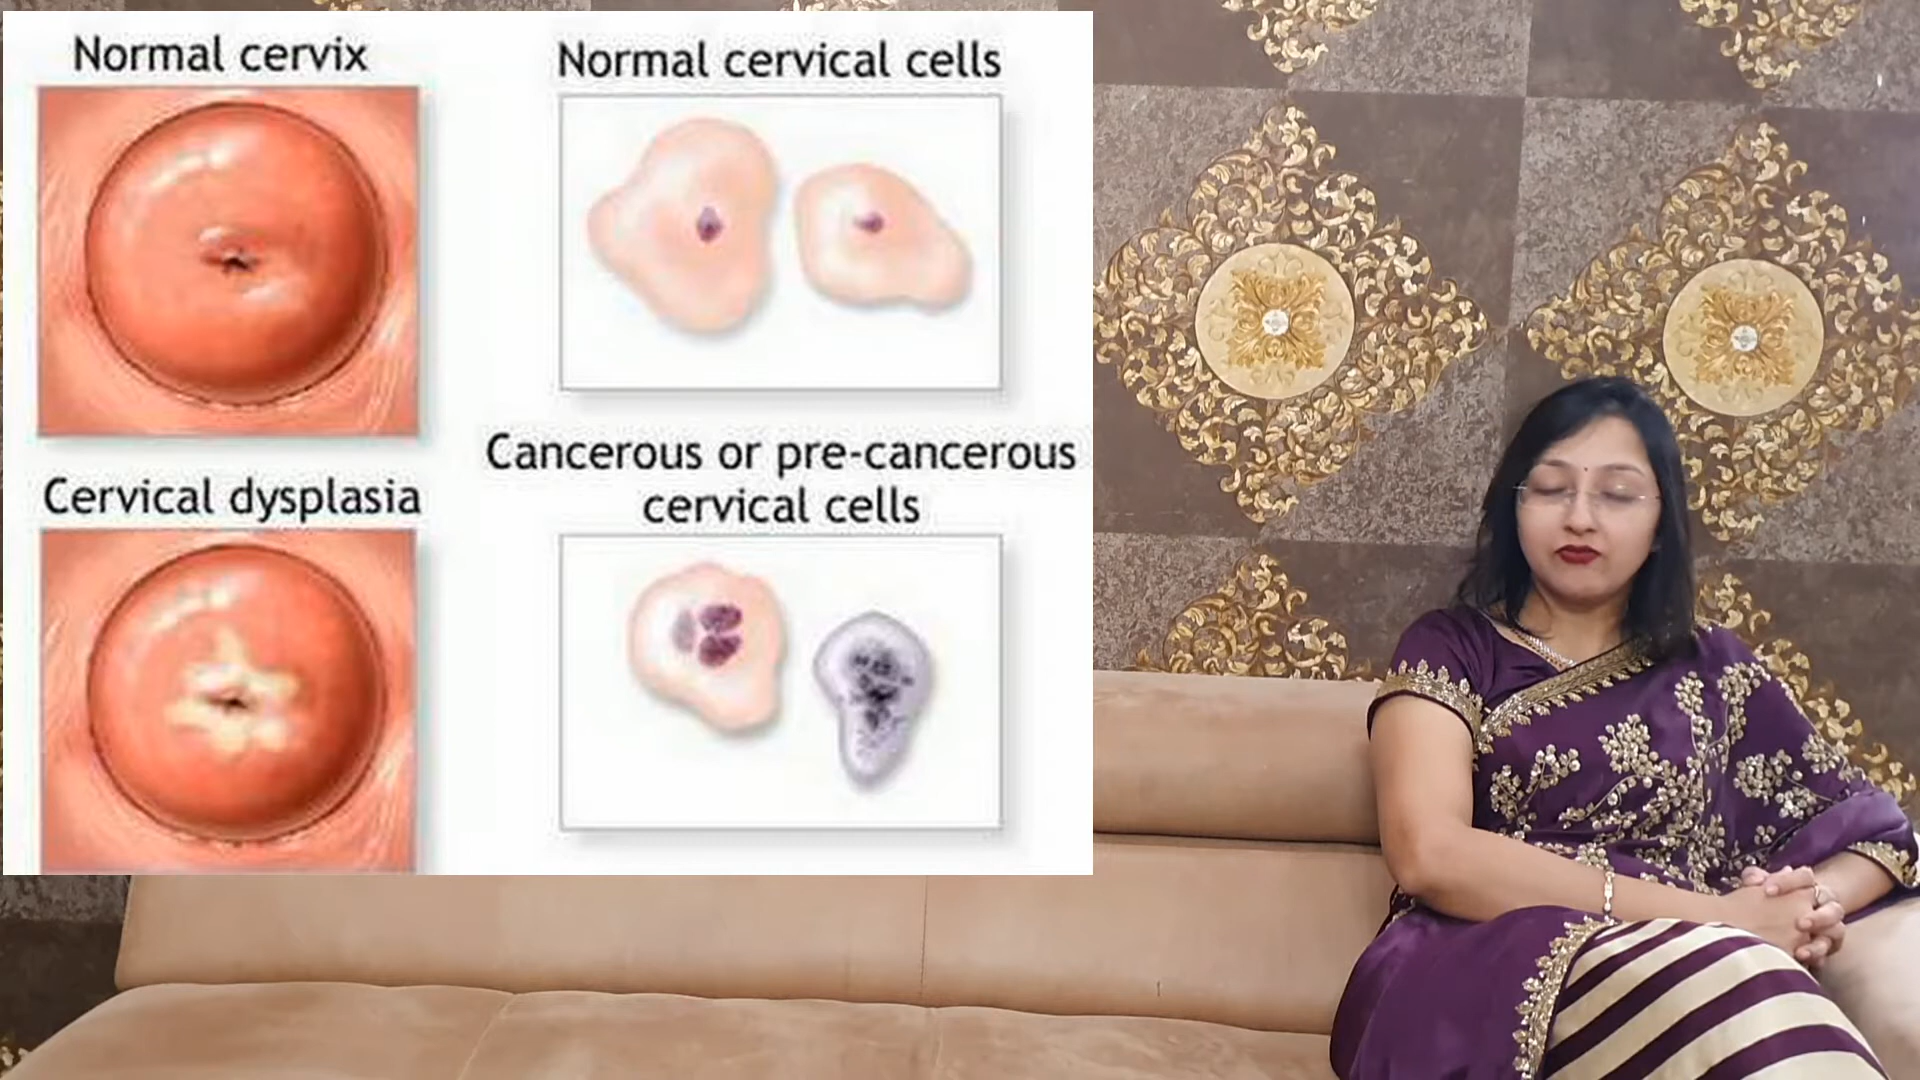 Normal cervix
Normal cervical cells
Cervical dysplasia
Cancerous or pre-cancerous
cervical cells